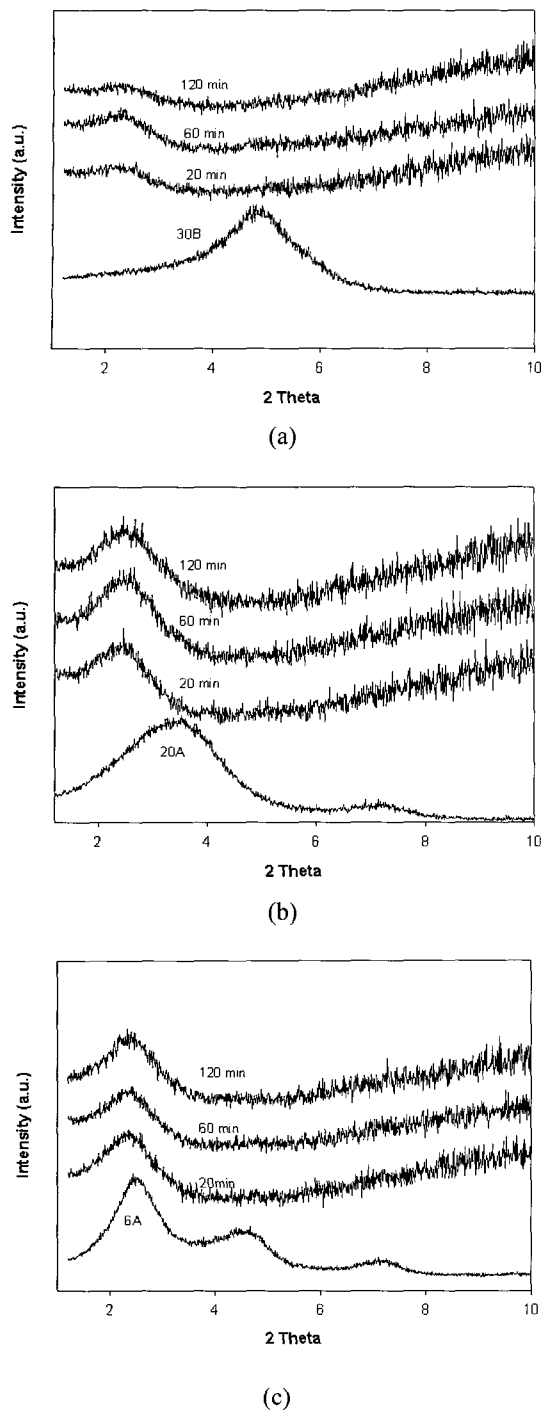 120 min
60 min
20 min
30B
Intensity (a.u.)
2 4 6 8 10
2 Theta
(a)
120 min
60 min
20 min
20A
Intensity (a.u.)
2 4 6 8 10
2 Theta
(b)
120 min
60 min
20min
6A
Intensity (a.u.)
2 4 6 8 10
2 Theta
(c)